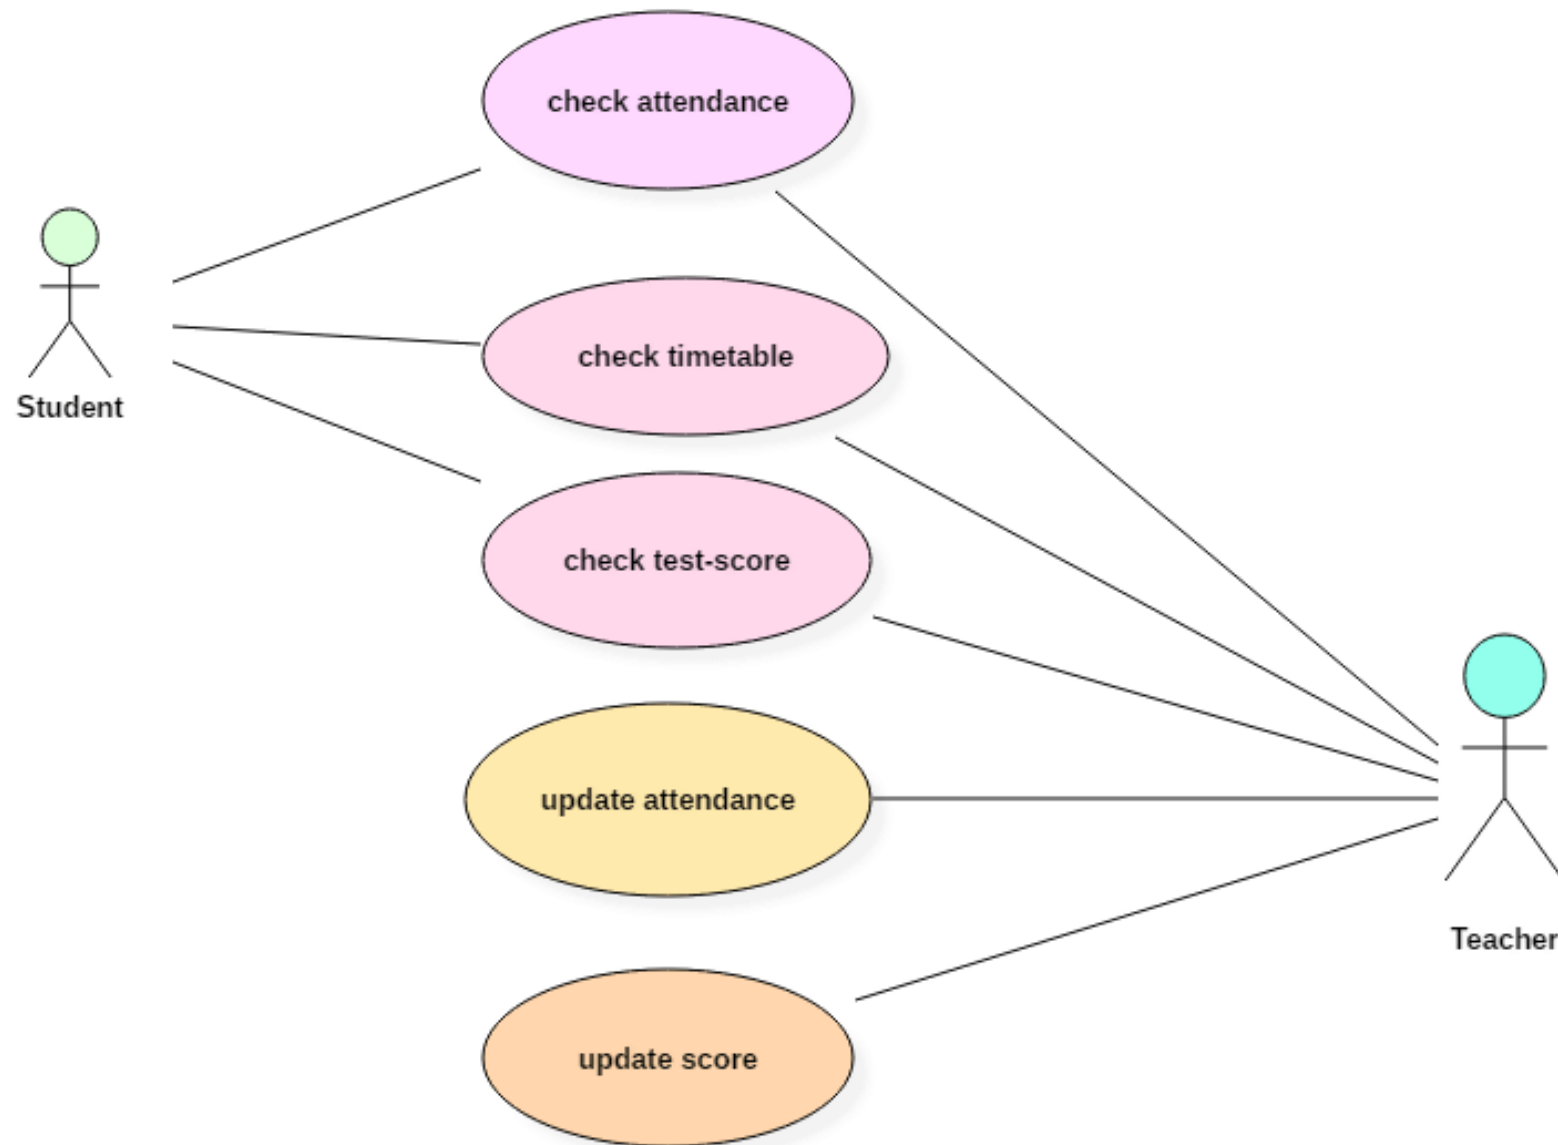 check attendance
check timetable
Student
check test-score
update attendance
Teacher
update score